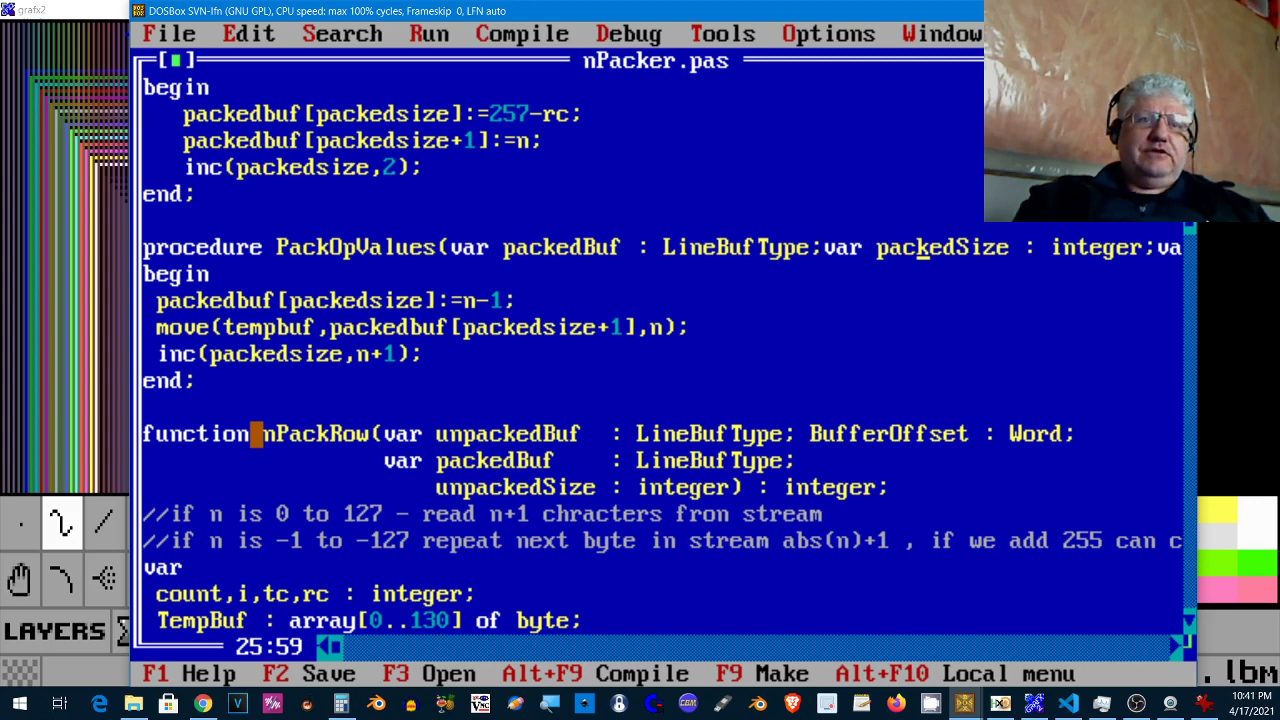 grafx2
DOSBox SVN-lfn (GNU GPL), CPU speed: max 100% cycles, Frameskip 0, LFN auto
File Edit Search Run Compile Debug Tools Options Window
[■] nPacker.pas
begin
packedbuf[packedsize]:=257-rc;
packedbuf[packedsize+1]:=n;
inc(packedsize,2);
end;
procedure PackOpValues(var packedBuf : LineBufType;var packedSize : integer;va
begin
packedbuf[packedsize]:=n-1;
move(tempbuf,packedbuf[packedsize+1],n);
inc(packedsize,n+1);
end;
function nPackRow(var unpackedBuf : LineBufType; BufferOffset : Word;
var packedBuf : LineBufType;
unpackedSize : integer) : integer;
//if n is 0 to 127 - read n+1 chracters fron stream
//if n is -1 to -127 repeat next byte in stream abs(n)+1 , if we add 255 can c
var
count,i,tc,rc : integer;
TempBuf : array[0..130] of byte;
25:59
LAYERS
.lbm
F1 Help F2 Save F3 Open Alt+F9 Compile F9 Make Alt+F10 Local menu
10:41 PM
4/17/2021